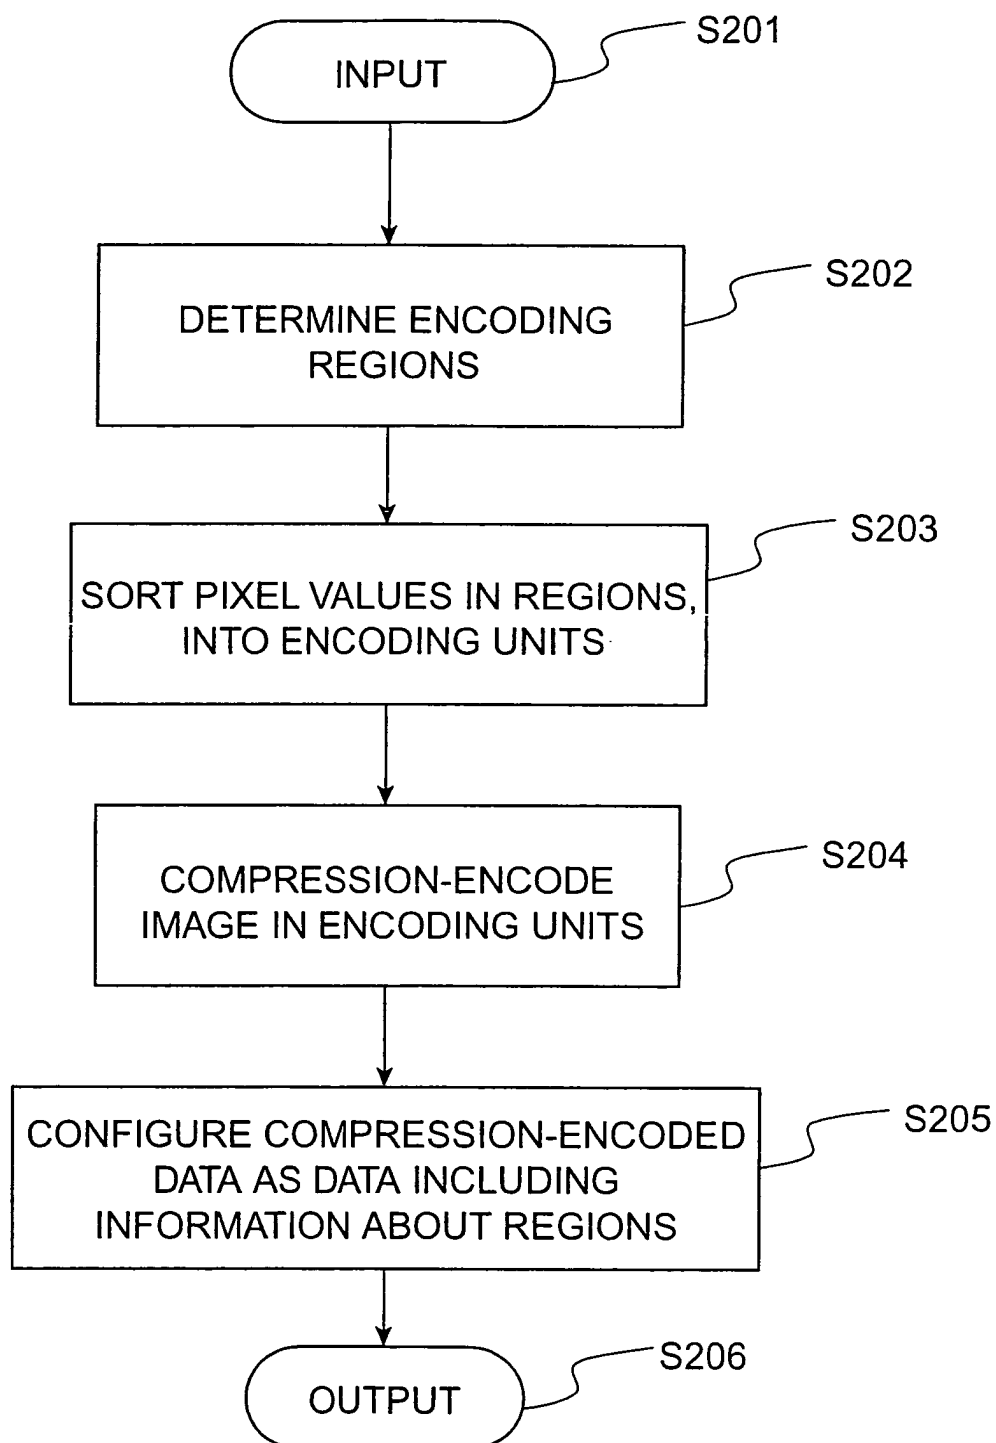 S201
INPUT
S202
DETERMINE ENCODING
REGIONS
S203
SORT PIXEL VALUES IN REGIONS,
INTO ENCODING UNITS
S204
COMPRESSION-ENCODE
IMAGE IN ENCODING UNITS
S205
CONFIGURE COMPRESSION-ENCODED
DATA AS DATA INCLUDING
INFORMATION ABOUT REGIONS
S206
OUTPUT